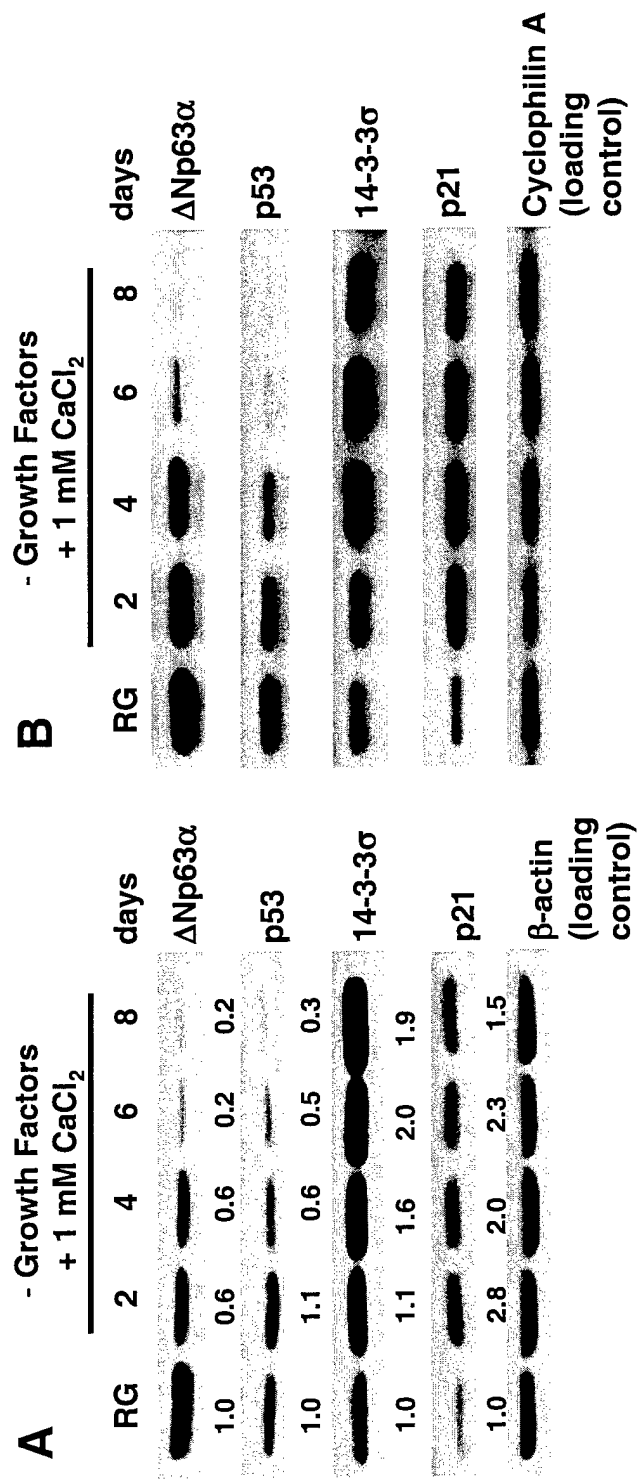 A
- Growth Factors
+ 1 mM CaCl₂
RG 2 4 6 8 days
ΔNp63α
1.0 0.6 0.6 0.2 0.2
p53
1.0 1.1 0.6 0.5 0.3
14-3-3σ
1.0 1.1 1.6 2.0 1.9
p21
1.0 2.8 2.0 2.3 1.5
β-actin
(loading
control)
B
- Growth Factors
+ 1 mM CaCl₂
RG 2 4 6 8 days
ΔNp63α
p53
14-3-3σ
p21
Cyclophilin A
(loading
control)